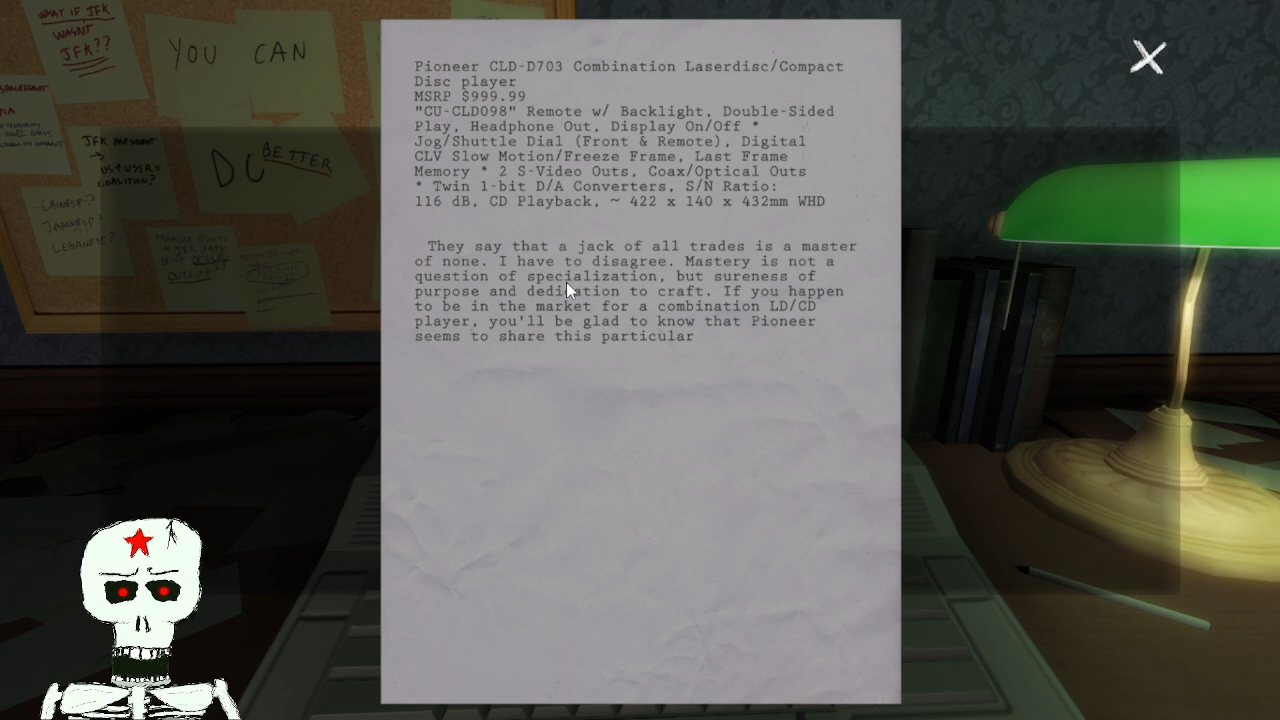 WHAT IF JFK
WASNT
JFK??
YOU CAN
DO BETTER
JFK PRESIDENT
→
US + USSR =
COALITION?
- CHINESE?
JAPANESE?
LEBANESE?
OUTCOME??
Pioneer CLD-D703 Combination Laserdisc/Compact
Disc player
MSRP $999.99
"CU-CLD098" Remote w/ Backlight, Double-Sided
Play, Headphone Out, Display On/Off *
Jog/Shuttle Dial (Front & Remote), Digital
CLV Slow Motion/Freeze Frame, Last Frame
Memory * 2 S-Video Outs, Coax/Optical Outs
* Twin 1-bit D/A Converters, S/N Ratio:
116 dB, CD Playback, ~ 422 x 140 x 432mm WHD
They say that a jack of all trades is a master
of none. I have to disagree. Mastery is not a
question of specialization, but sureness of
purpose and dedication to craft. If you happen
to be in the market for a combination LD/CD
player, you'll be glad to know that Pioneer
seems to share this particular